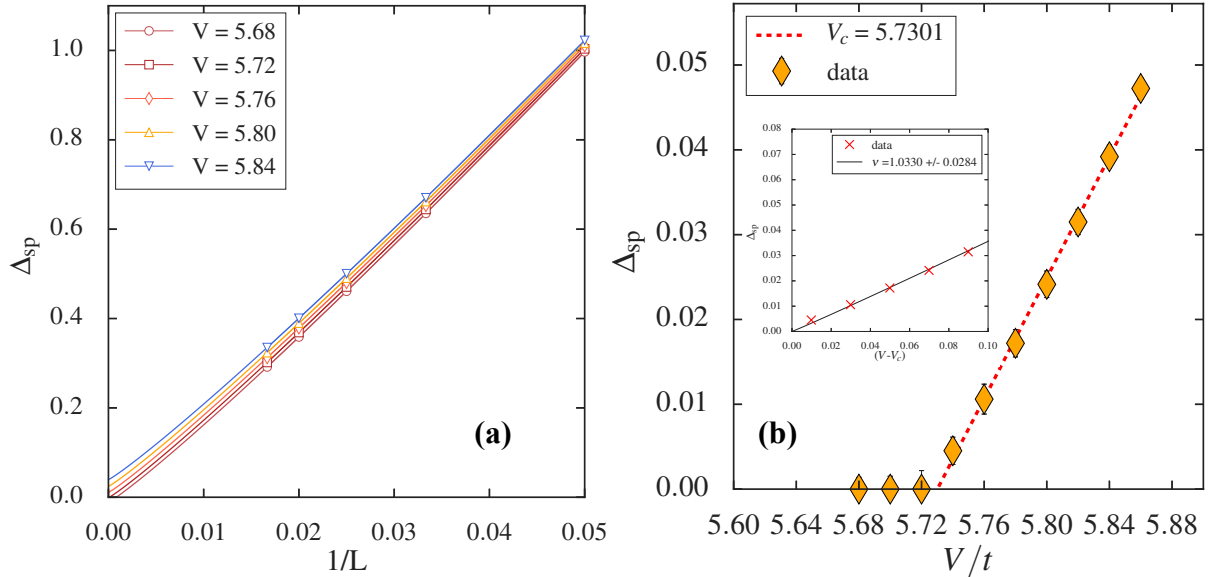 V = 5.68
V = 5.72
V = 5.76
V = 5.80
V = 5.84
1.0
0.8
0.6
0.4
0.2
0.0
Δsp
0.00 0.01 0.02 0.03 0.04 0.05
1/L
(a)
Vc = 5.7301
data
0.05
0.04
0.03
0.02
0.01
0.00
Δsp
data
ν =1.0330 +/- 0.0284
0.08
0.07
0.06
0.05
0.04
0.03
0.02
0.01
0.00
Δsp
0.00 0.02 0.04 0.06 0.08 0.10
(V-Vc)
(b)
5.60 5.64 5.68 5.72 5.76 5.80 5.84 5.88
V/t